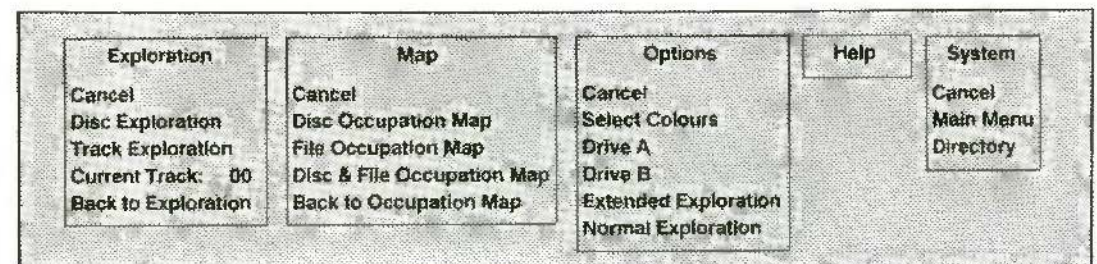 Exploration
Cancel
Disc Exploration
Track Exploration
Current Track: 00
Back to Exploration
Map
Cancel
Disc Occupation Map
File Occupation Map
Disc & File Occupation Map
Back to Occupation Map
Options
Cancel
Select Colours
Drive A
Drive B
Extended Exploration
Normal Exploration
Help
System
Cancel
Main Menu
Directory